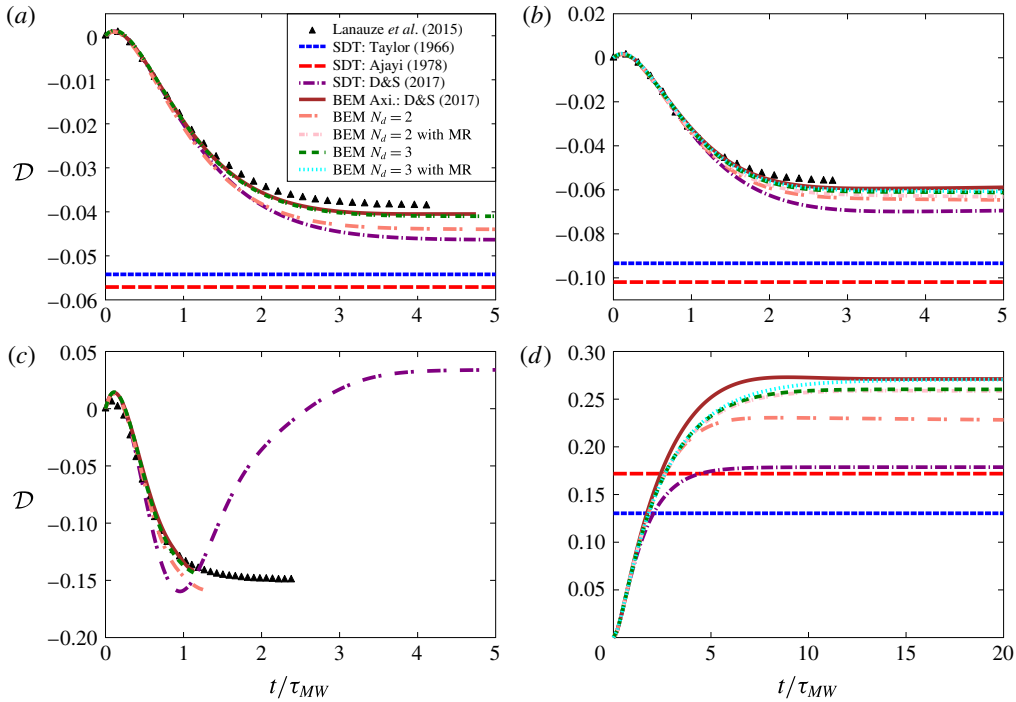 (a)
0
−0.01
−0.02
−0.03
−0.04
−0.05
−0.06
𝒟
0 1 2 3 4 5
Lanauze et al. (2015)
SDT: Taylor (1966)
SDT: Ajayi (1978)
SDT: D&S (2017)
BEM Axi.: D&S (2017)
BEM N_d = 2
BEM N_d = 2 with MR
BEM N_d = 3
BEM N_d = 3 with MR
(b)
0.02
0
−0.02
−0.04
−0.06
−0.08
−0.10
0 1 2 3 4 5
(c)
0.05
0
−0.05
−0.10
−0.15
−0.20
𝒟
0 1 2 3 4 5
t/τ_MW
(d)
0.30
0.25
0.20
0.15
0.10
0.05
0 5 10 15 20
t/τ_MW